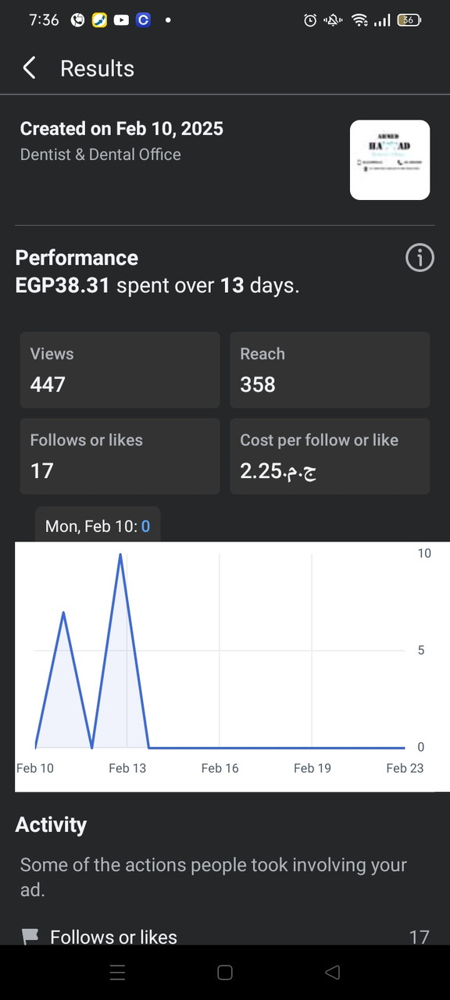 7:36
36
Results
Created on Feb 10, 2025
Dentist & Dental Office
AHMED
Performance
EGP38.31 spent over 13 days.
Views
447
Reach
358
Follows or likes
17
Cost per follow or like
ج.م.2.25
Mon, Feb 10: 0
10
5
0
Feb 10
Feb 13
Feb 16
Feb 19
Feb 23
Activity
Some of the actions people took involving your
ad.
Follows or likes
17